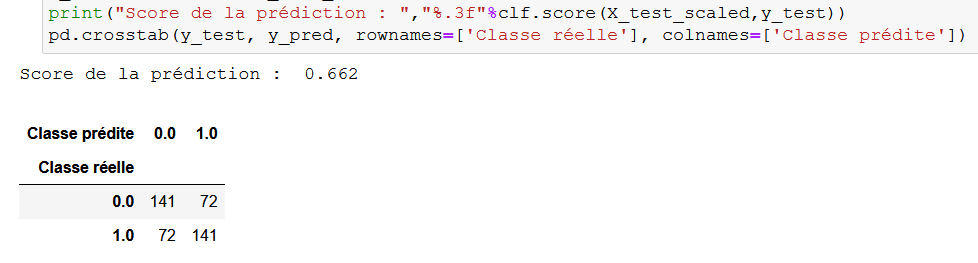 print("Score de la prédiction : ","%.3f"%clf.score(X_test_scaled,y_test))
pd.crosstab(y_test, y_pred, rownames=['Classe réelle'], colnames=['Classe prédite'])
Score de la prédiction :  0.662
Classe prédite 0.0 1.0
Classe réelle
0.0 141 72
1.0 72 141